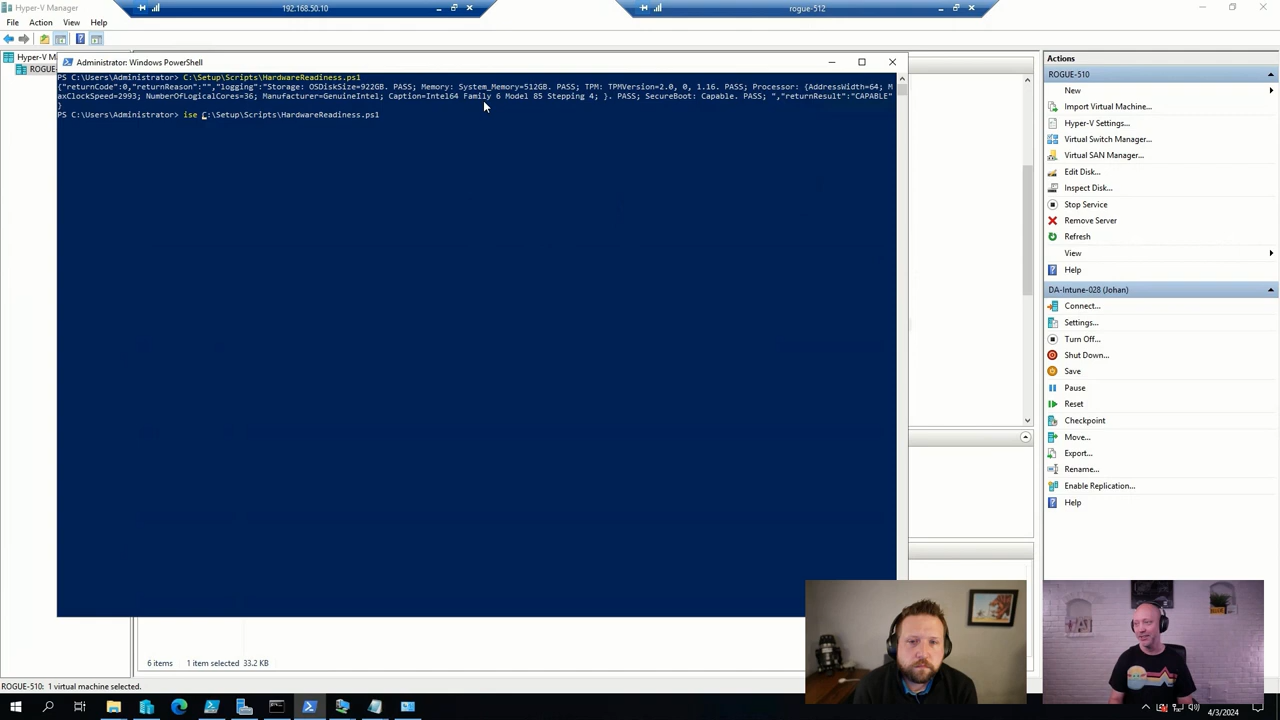 Hyper-V Manager
192.168.50.10
rogue-512
File Action View Help
Hyper-V M
ROGUE
Administrator: Windows PowerShell
PS C:\Users\Administrator> C:\Setup\Scripts\HardwareReadiness.ps1
{"returnCode":0,"returnReason":"","logging":"Storage: OSDiskSize=922GB. PASS; Memory: System_Memory=512GB. PASS; TPM: TPMVersion=2.0, 0, 1.16. PASS; Processor: {AddressWidth=64; M
axClockSpeed=2993; NumberOfLogicalCores=36; Manufacturer=GenuineIntel; Caption=Intel64 Family 6 Model 85 Stepping 4; }. PASS; SecureBoot: Capable. PASS; ","returnResult":"CAPABLE"
}
PS C:\Users\Administrator> ise C:\Setup\Scripts\HardwareReadiness.ps1
Actions
ROGUE-510
New
Import Virtual Machine...
Hyper-V Settings...
Virtual Switch Manager...
Virtual SAN Manager...
Edit Disk...
Inspect Disk...
Stop Service
Remove Server
Refresh
View
Help
DA-Intune-028 (Johan)
Connect...
Settings...
Turn Off...
Shut Down...
Save
Pause
Reset
Checkpoint
Move...
Export...
Rename...
Enable Replication...
Help
6 items 1 item selected 33.2 KB
ROGUE-510: 1 virtual machine selected.
4/3/2024